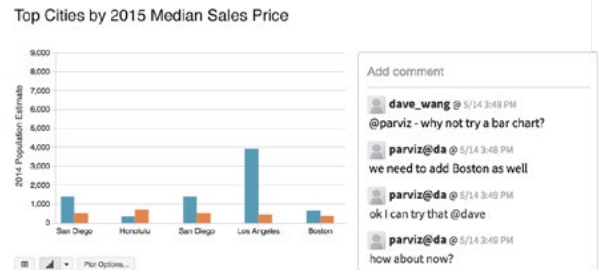 Top Cities by 2015 Median Sales Price
9,000
8,000
7,000
6,000
5,000
4,000
3,000
2,000
1,000
0
2014 Population Estimate
San Diego
Honolulu
San Diego
Los Angeles
Boston
Plot Options...
Add comment
dave_wang @ 5/14 3:48 PM
@parviz - why not try a bar chart?
parviz@da @ 5/14 3:48 PM
we need to add Boston as well
parviz@da @ 5/14 3:49 PM
ok I can try that @dave
parviz@da @ 5/14 3:49 PM
how about now?